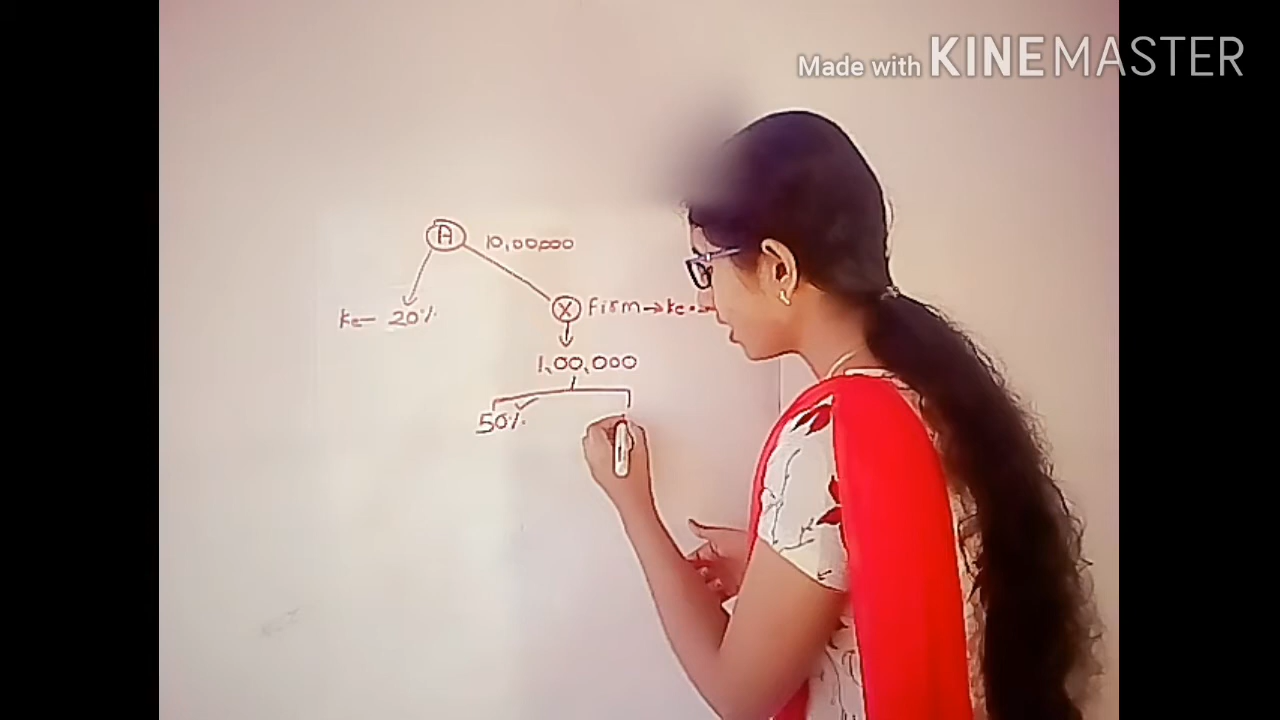 Made with KINEMASTER
A 10,00,000
Ke— 20%
X Firm → Ke
1,00,000
50%